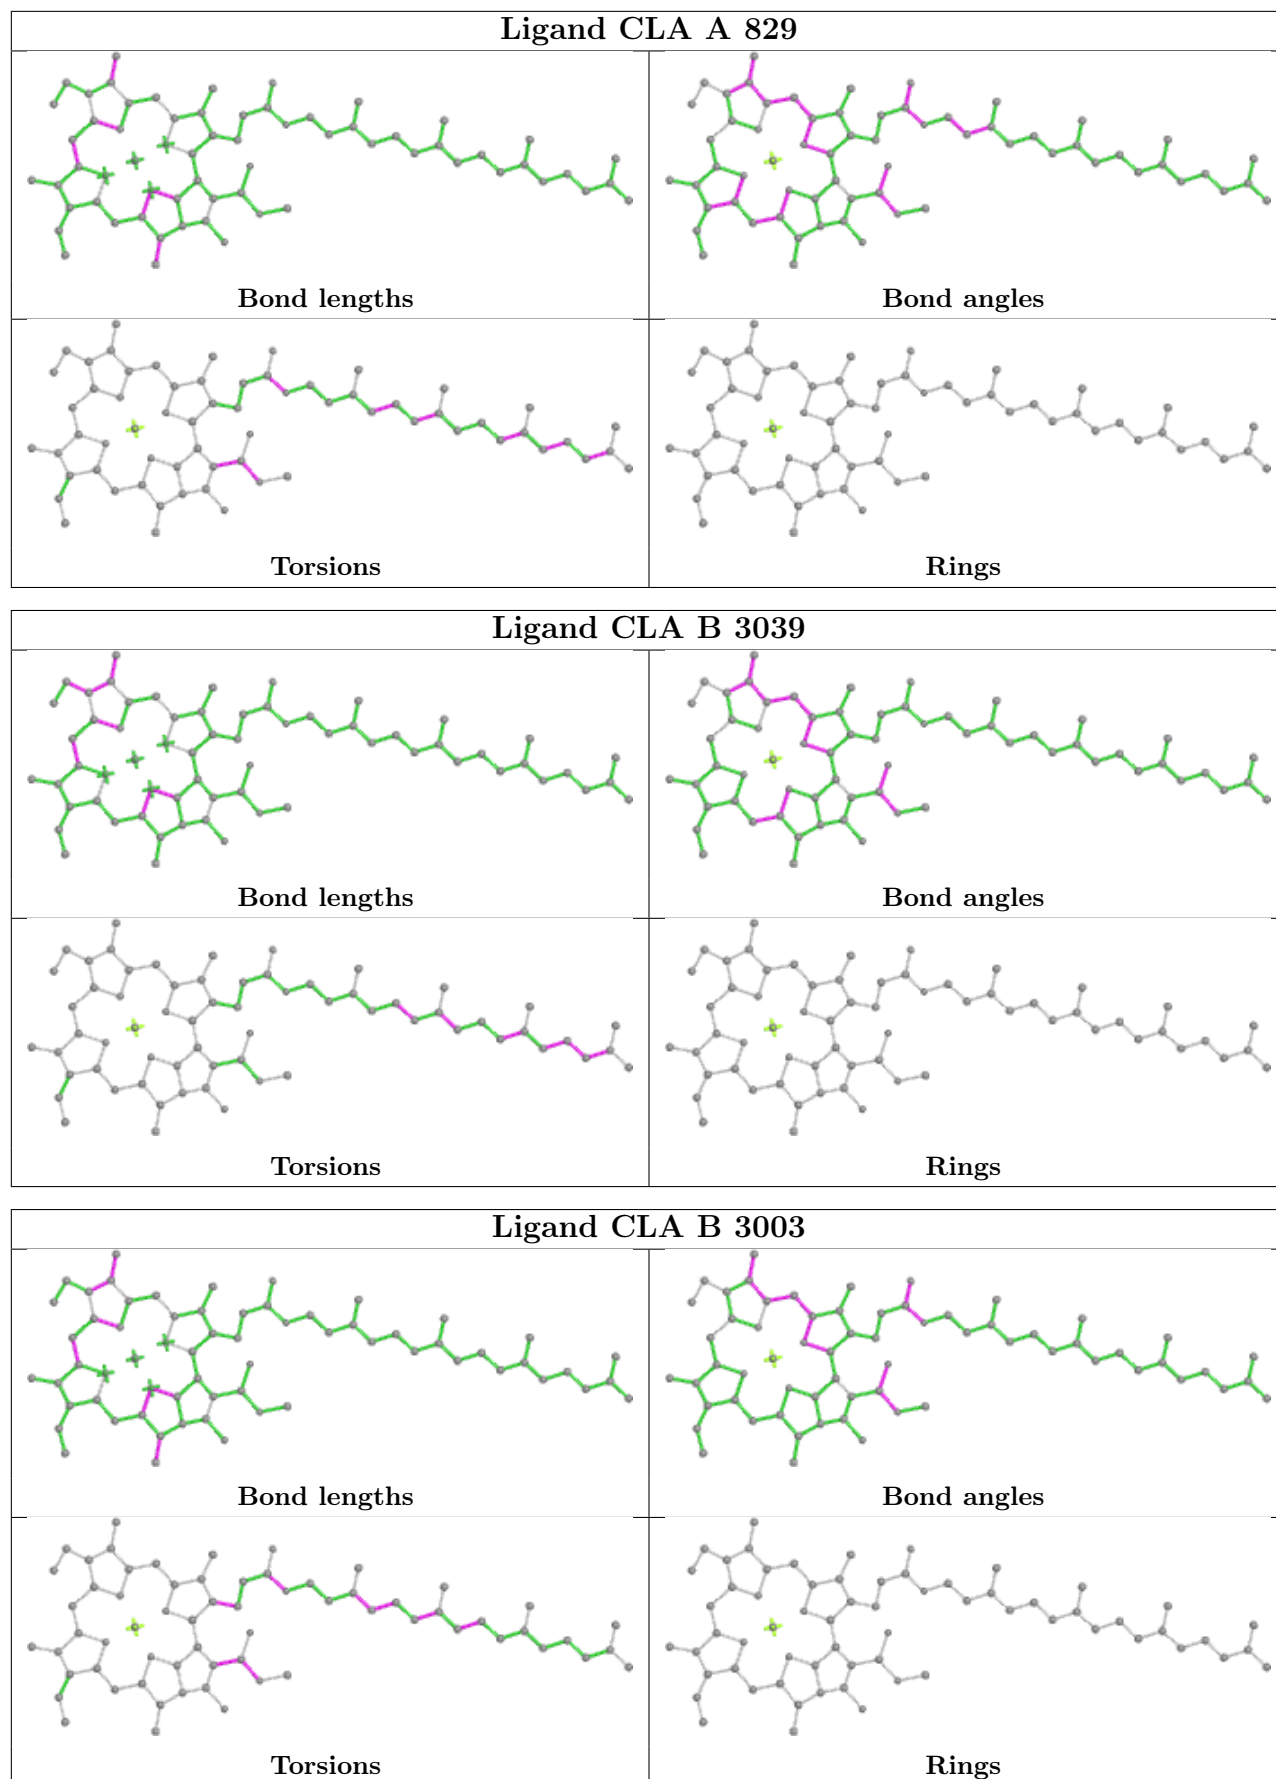 Ligand CLA A 829
Bond lengths
Bond angles
Torsions
Rings
Ligand CLA B 3039
Bond lengths
Bond angles
Torsions
Rings
Ligand CLA B 3003
Bond lengths
Bond angles
Torsions
Rings